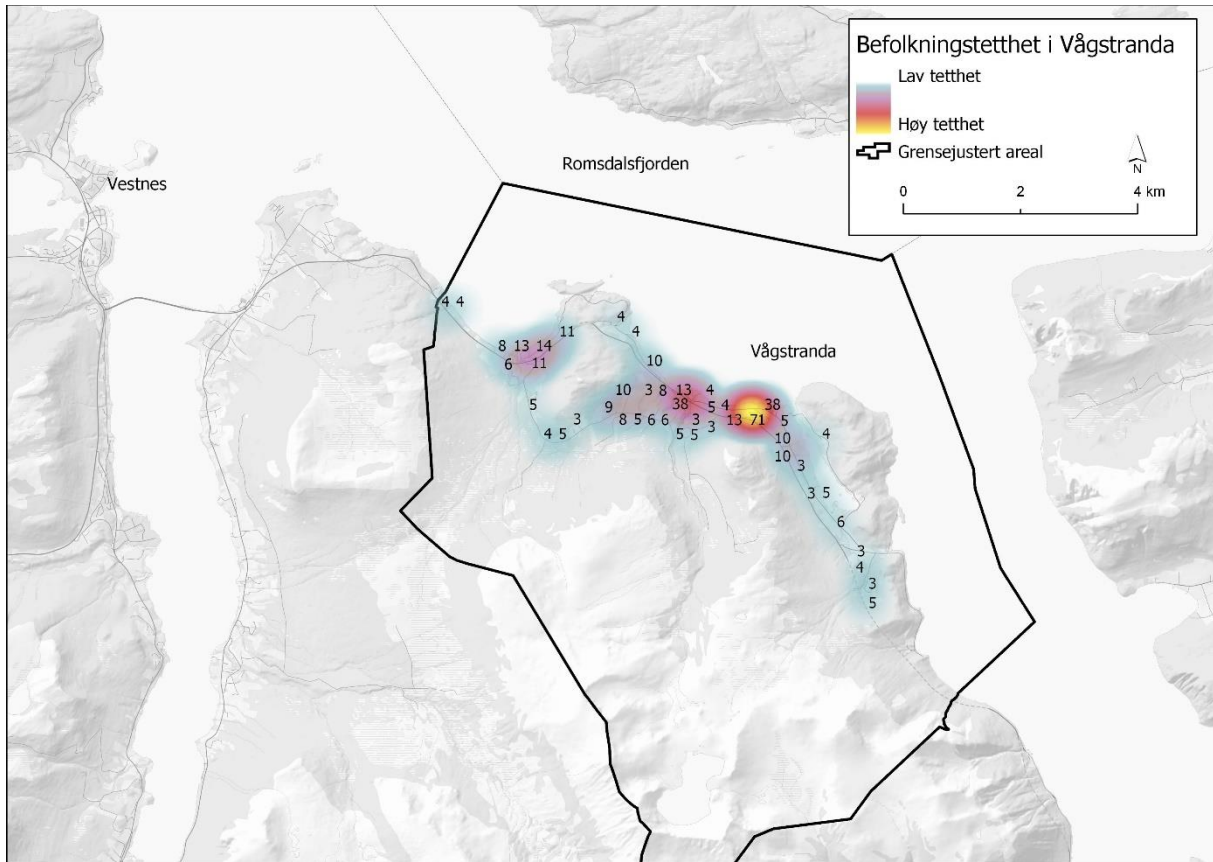 Befolkningstetthet i Vågstranda
Lav tetthet
Høy tetthet
Grensejustert areal
N
0 2 4 km
Romsdalsfjorden
Vestnes
4 4
4
11
4
8 13 14
Vågstranda
6 11
10
10 3 8 13 4
5
9 38 5 4 38
8 5 6 6 3 13 71 5
3
3
4 5
5 5
4
10
10
3
3 5
6
3
4
3
5